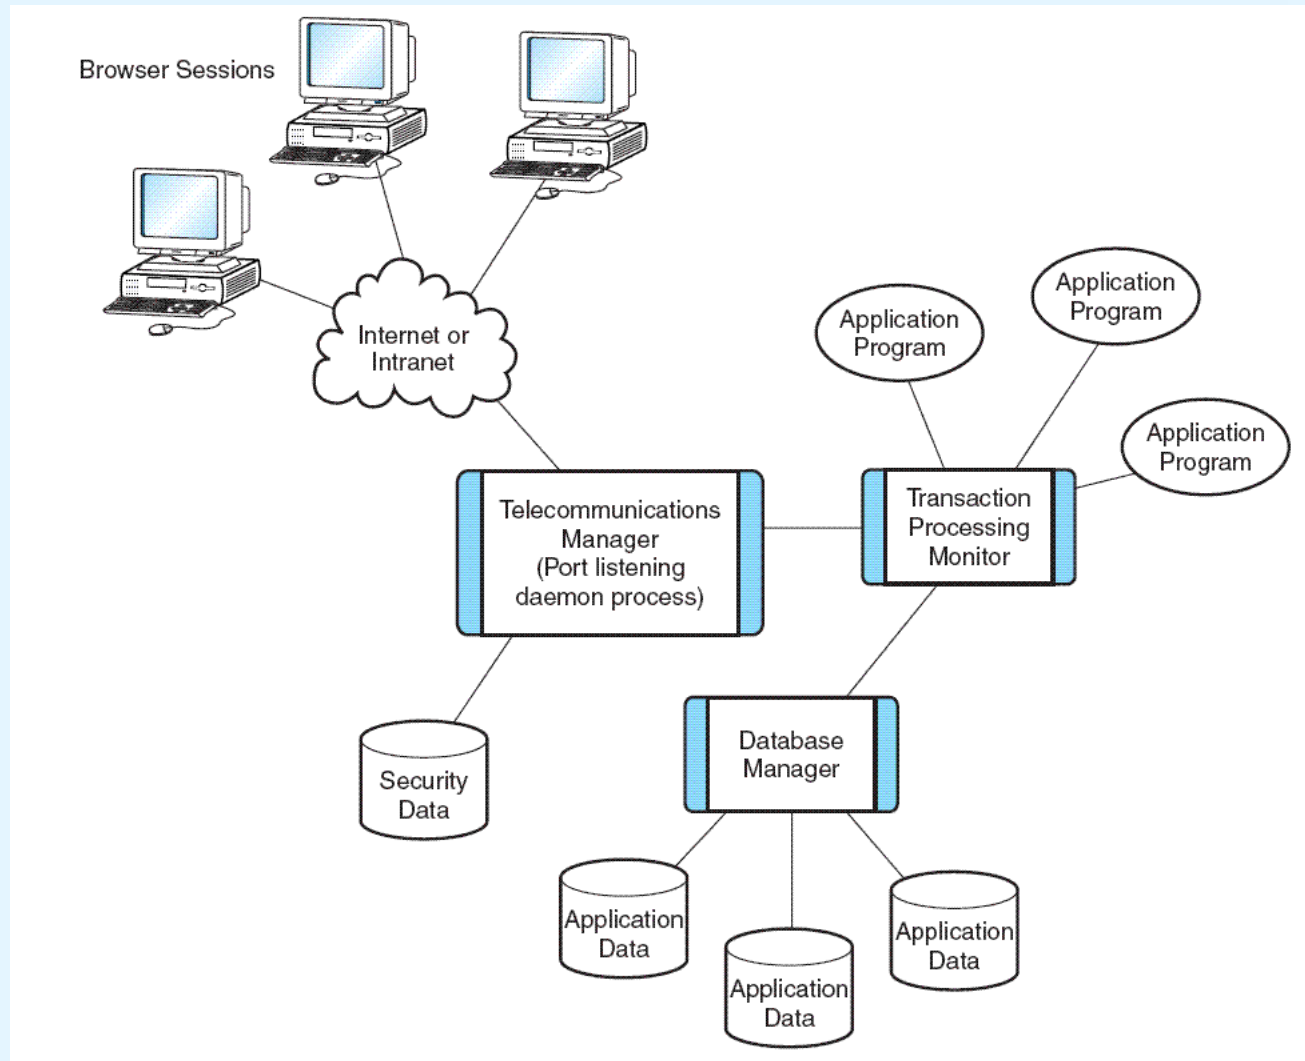 Browser Sessions
Internet or
Intranet
Application
Program
Application
Program
Application
Program
Telecommunications
Manager
(Port listening
daemon process)
Transaction
Processing
Monitor
Security
Data
Database
Manager
Application
Data
Application
Data
Application
Data